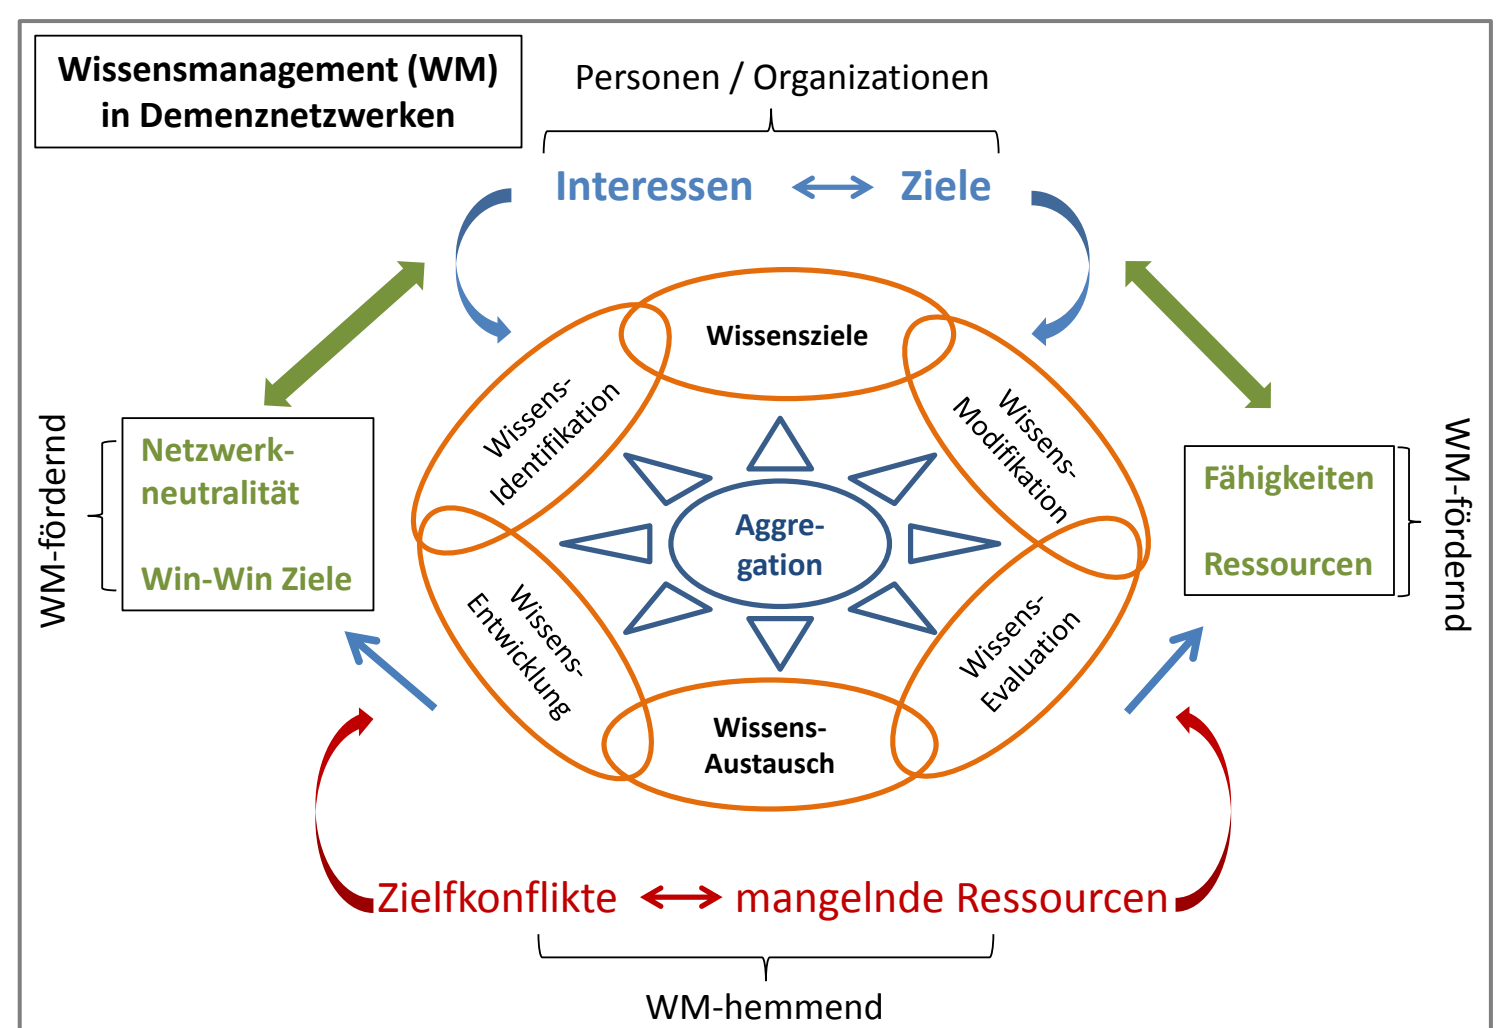 Wissensmanagement (WM)
in Demenznetzwerken
Personen / Organizationen
Interessen
Ziele
Wissensziele
Wissens-
Identifikation
Wissens-
Modifikation
WM-fördernd
Netzwerk-
neutralität
Win-Win Ziele
Aggre-
gation
Fähigkeiten
Ressourcen
WM-fördernd
Wissens-
Entwicklung
Wissens-
Evaluation
Wissens-
Austausch
Zielfkonflikte
mangelnde Ressourcen
WM-hemmend